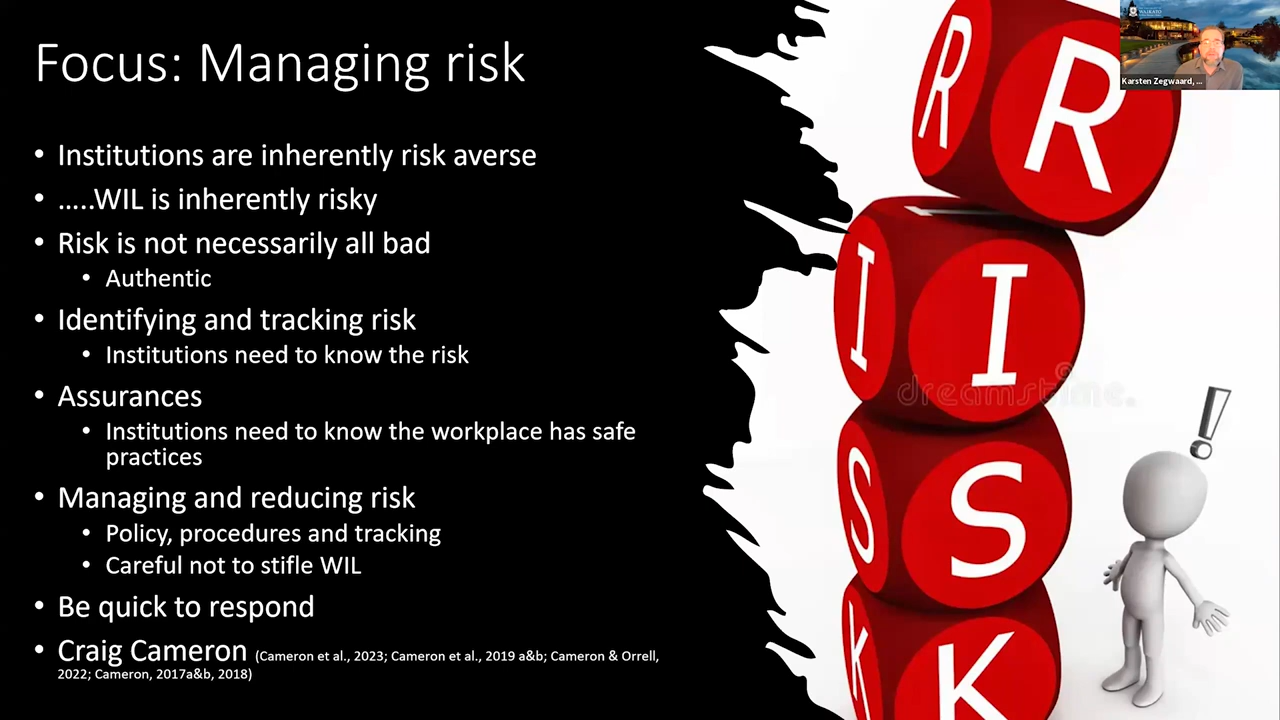 Focus: Managing risk
• Institutions are inherently risk averse
• …..WIL is inherently risky
• Risk is not necessarily all bad
• Authentic
• Identifying and tracking risk
• Institutions need to know the risk
• Assurances
• Institutions need to know the workplace has safe
practices
• Managing and reducing risk
• Policy, procedures and tracking
• Careful not to stifle WIL
• Be quick to respond
• Craig Cameron (Cameron et al., 2023; Cameron et al., 2019 a&b; Cameron & Orrell,
2022; Cameron, 2017a&b, 2018)
R R
I I
S S
K K
!
dreamstime.
WAIKATO
Karsten Zegwaard, ...